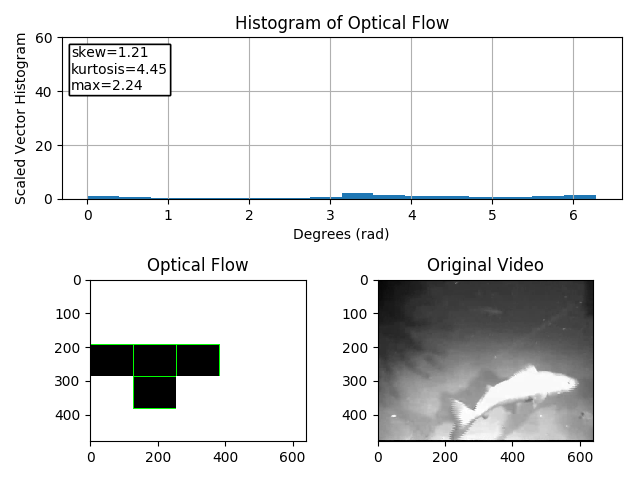 Histogram of Optical Flow
Scaled Vector Histogram
60
40
20
0
skew=1.21
kurtosis=4.45
max=2.24
0 1 2 3 4 5 6
Degrees (rad)
Optical Flow
0
100
200
300
400
0 200 400 600
Original Video
0
100
200
300
400
0 200 400 600